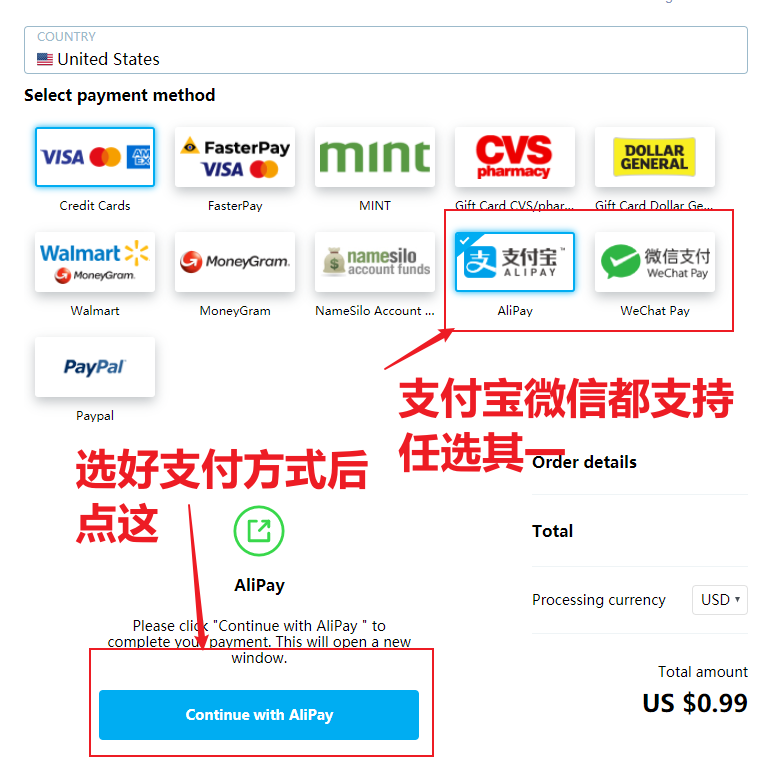 COUNTRY
United States
Select payment method
VISA AM EX
FasterPay
VISA
mint
CVS
pharmacy
DOLLAR
GENERAL
Credit Cards
FasterPay
MINT
Gift Card CVS/phar...
Gift Card Dollar Ge...
Walmart
MoneyGram.
MoneyGram.
namesilo
account funds
支 支付宝™
ALIPAY
微信支付
WeChat Pay
Walmart
MoneyGram
NameSilo Account ...
AliPay
WeChat Pay
PayPal
Paypal
支付宝微信都支持
任选其一
选好支付方式后
点这
Order details
Total
AliPay
Processing currency
USD ▾
Please click "Continue with AliPay " to
complete your payment. This will open a new
window.
Total amount
US $0.99
Continue with AliPay